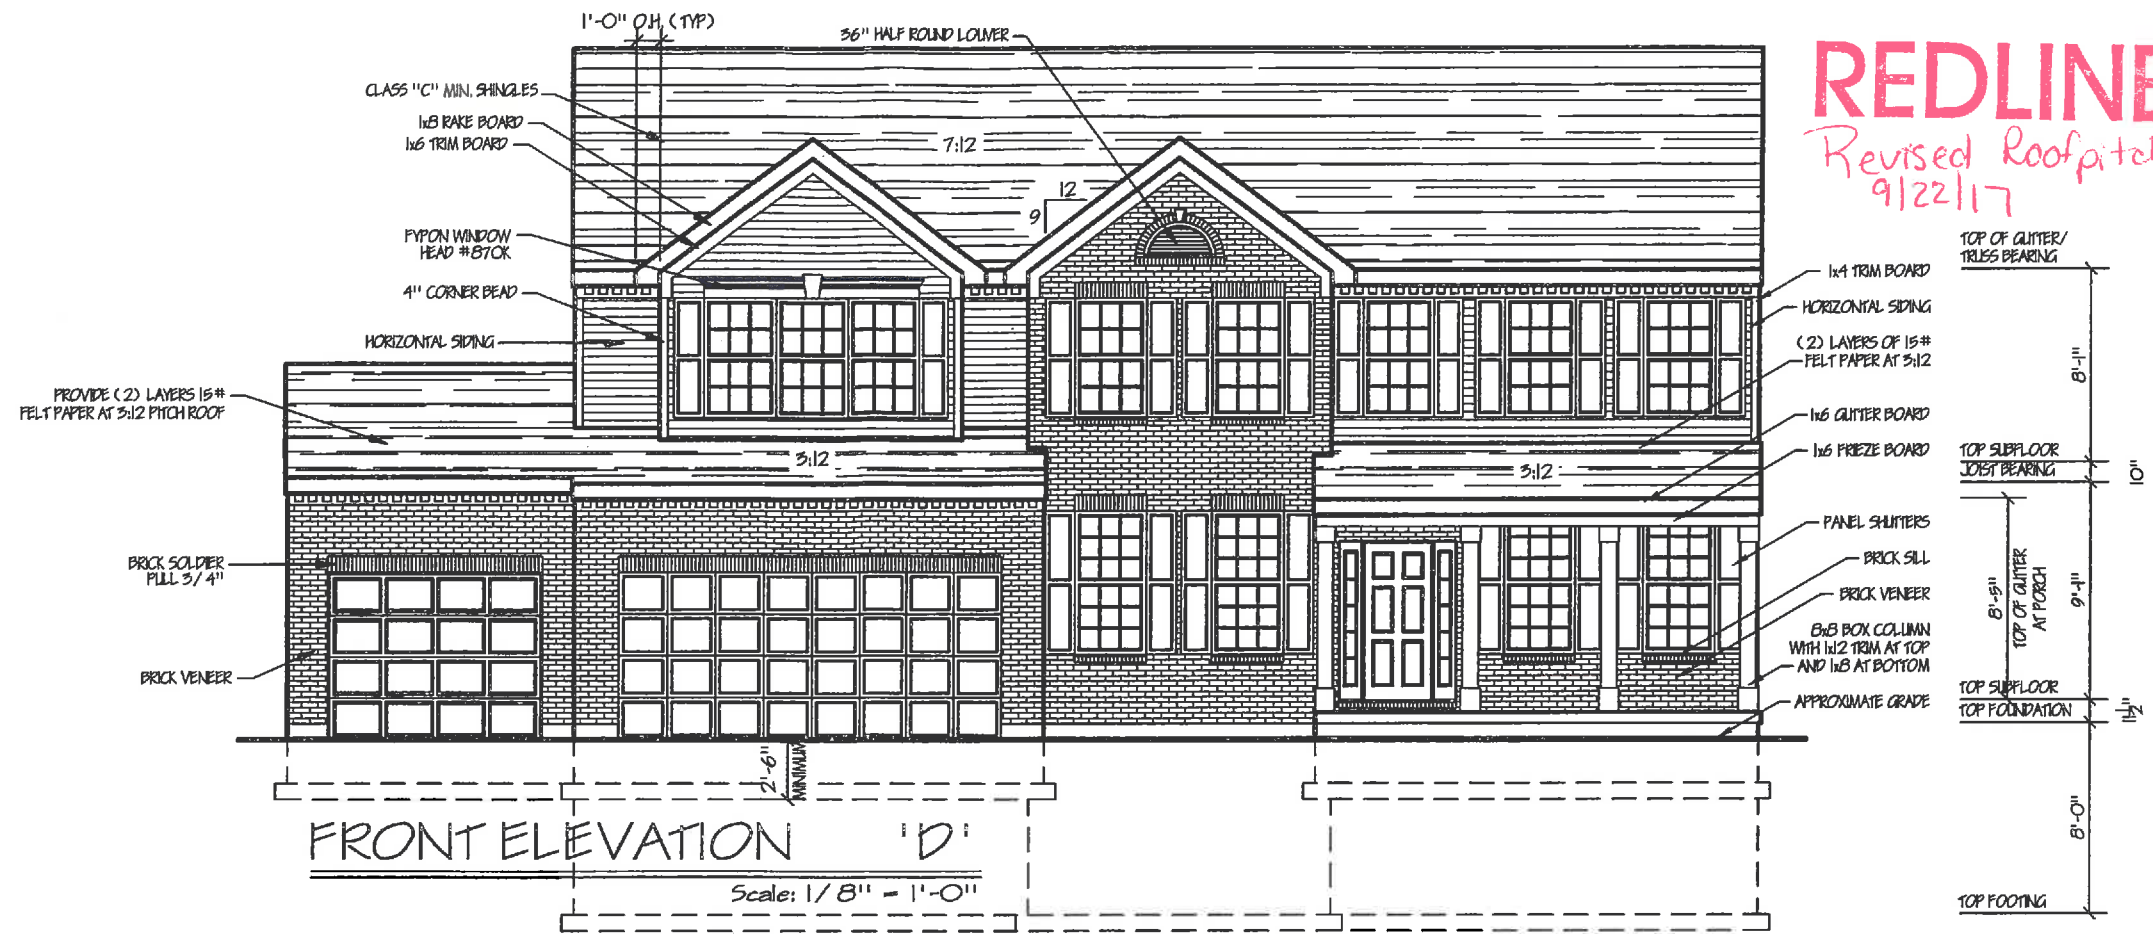 1'-0" O.H. (TYP)
36" HALF ROUND LOUVER
CLASS "C" MIN. SHINGLES
1x8 RAKE BOARD
1x6 TRIM BOARD
7:12
12
9
FYPON WINDOW
HEAD #870K
4" CORNER BEAD
HORIZONTAL SIDING
PROVIDE (2) LAYERS 15#
FELT PAPER AT 3:12 PITCH ROOF
3:12
3:12
BRICK SOLDIER
PULL 3/4"
BRICK VENEER
REDLINE
Revised Roofpitch
9/22/17
TOP OF GUTTER/
TRUSS BEARING
1x4 TRIM BOARD
HORIZONTAL SIDING
(2) LAYERS OF 15#
FELT PAPER AT 3:12
8'-1"
1x6 GUTTER BOARD
1x6 FRIEZE BOARD
TOP SUBFLOOR
JOIST BEARING
10"
PANEL SHUTTERS
BRICK SILL
BRICK VENEER
8x8 BOX COLUMN
WITH 1x12 TRIM AT TOP
AND 1x8 AT BOTTOM
8'-5"
TOP OF GUTTER
AT PORCH
9'-1"
TOP SUBFLOOR
TOP FOUNDATION
APPROXIMATE GRADE
1 1/2"
2'-6"
MINIMUM
8'-0"
TOP FOOTING
FRONT ELEVATION 'D'
Scale: 1/8" = 1'-0"